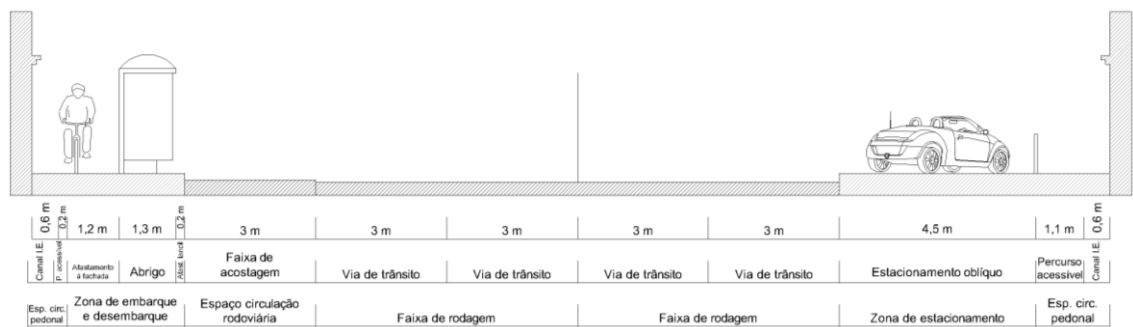 0,6 m
0,2 m
1,2 m
1,3 m
0,2 m
3 m
3 m
3 m
3 m
3 m
4,5 m
1,1 m
0,6 m
Canal I.E.
P. acessível
Afastamento
à fachada
Abrigo
Afast. lancil
Faixa de
acostagem
Via de trânsito
Via de trânsito
Via de trânsito
Via de trânsito
Estacionamento oblíquo
Percurso
acessível
Canal I.E.
Esp. circ.
pedonal
Zona de embarque
e desembarque
Espaço circulação
rodoviária
Faixa de rodagem
Faixa de rodagem
Zona de estacionamento
Esp. circ.
pedonal